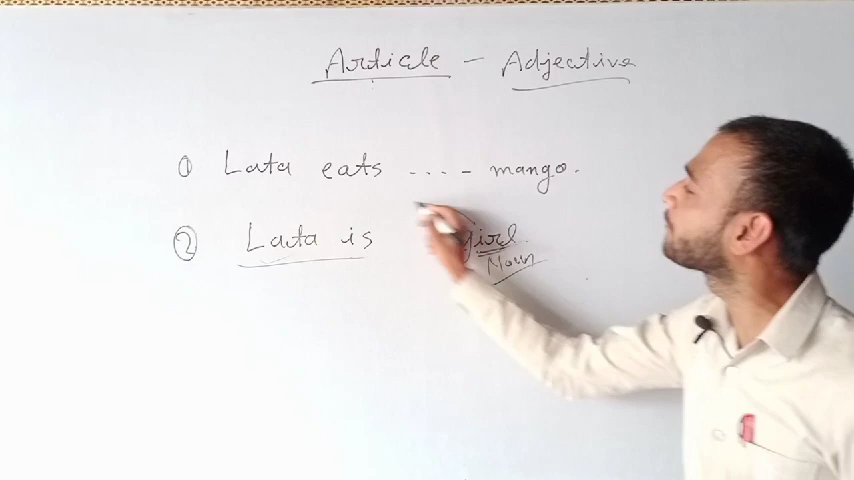 Article - Adjective
① Lata eats .... mango.
② Lata is girl
Noun